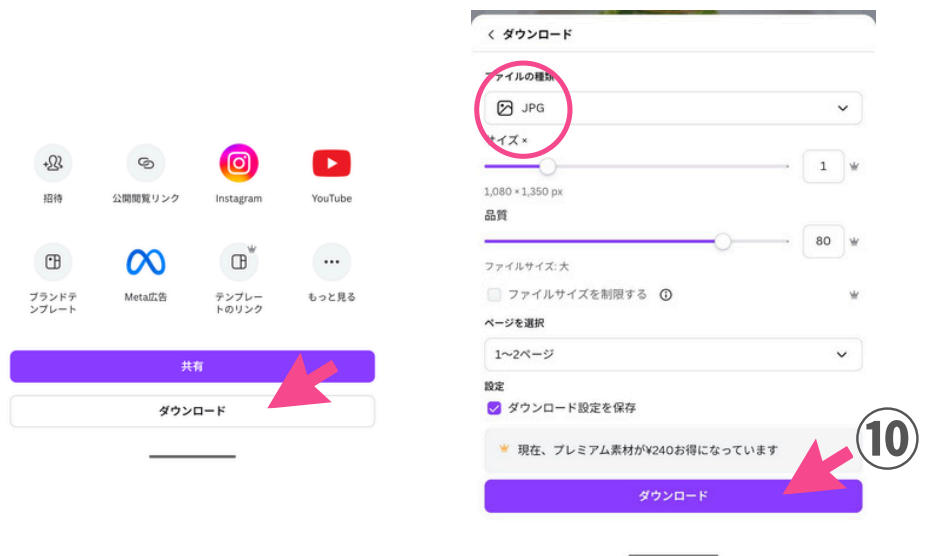 招待
公開閲覧リンク
Instagram
YouTube
ブランドテ
ンプレート
Meta広告
テンプレー
トのリンク
もっと見る
共有
ダウンロード
ダウンロード
ファイルの種類
JPG
サイズ ×
1
1,080 × 1,350 px
品質
80
ファイルサイズ: 大
ファイルサイズを制限する
ページを選択
1〜2ページ
設定
ダウンロード設定を保存
現在、プレミアム素材が¥240お得になっています
⑩
ダウンロード